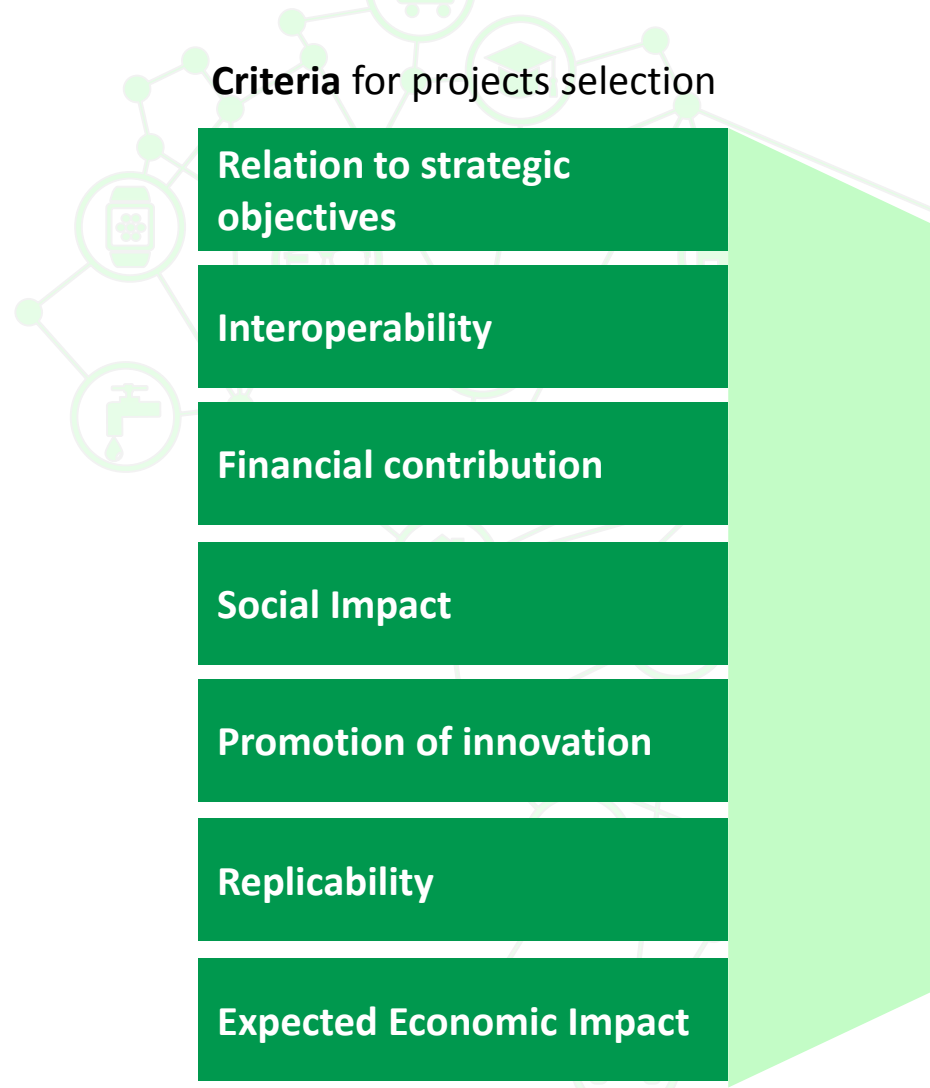 Criteria for projects selection
Relation to strategic
objectives
Interoperability
Financial contribution
Social Impact
Promotion of innovation
Replicability
Expected Economic Impact